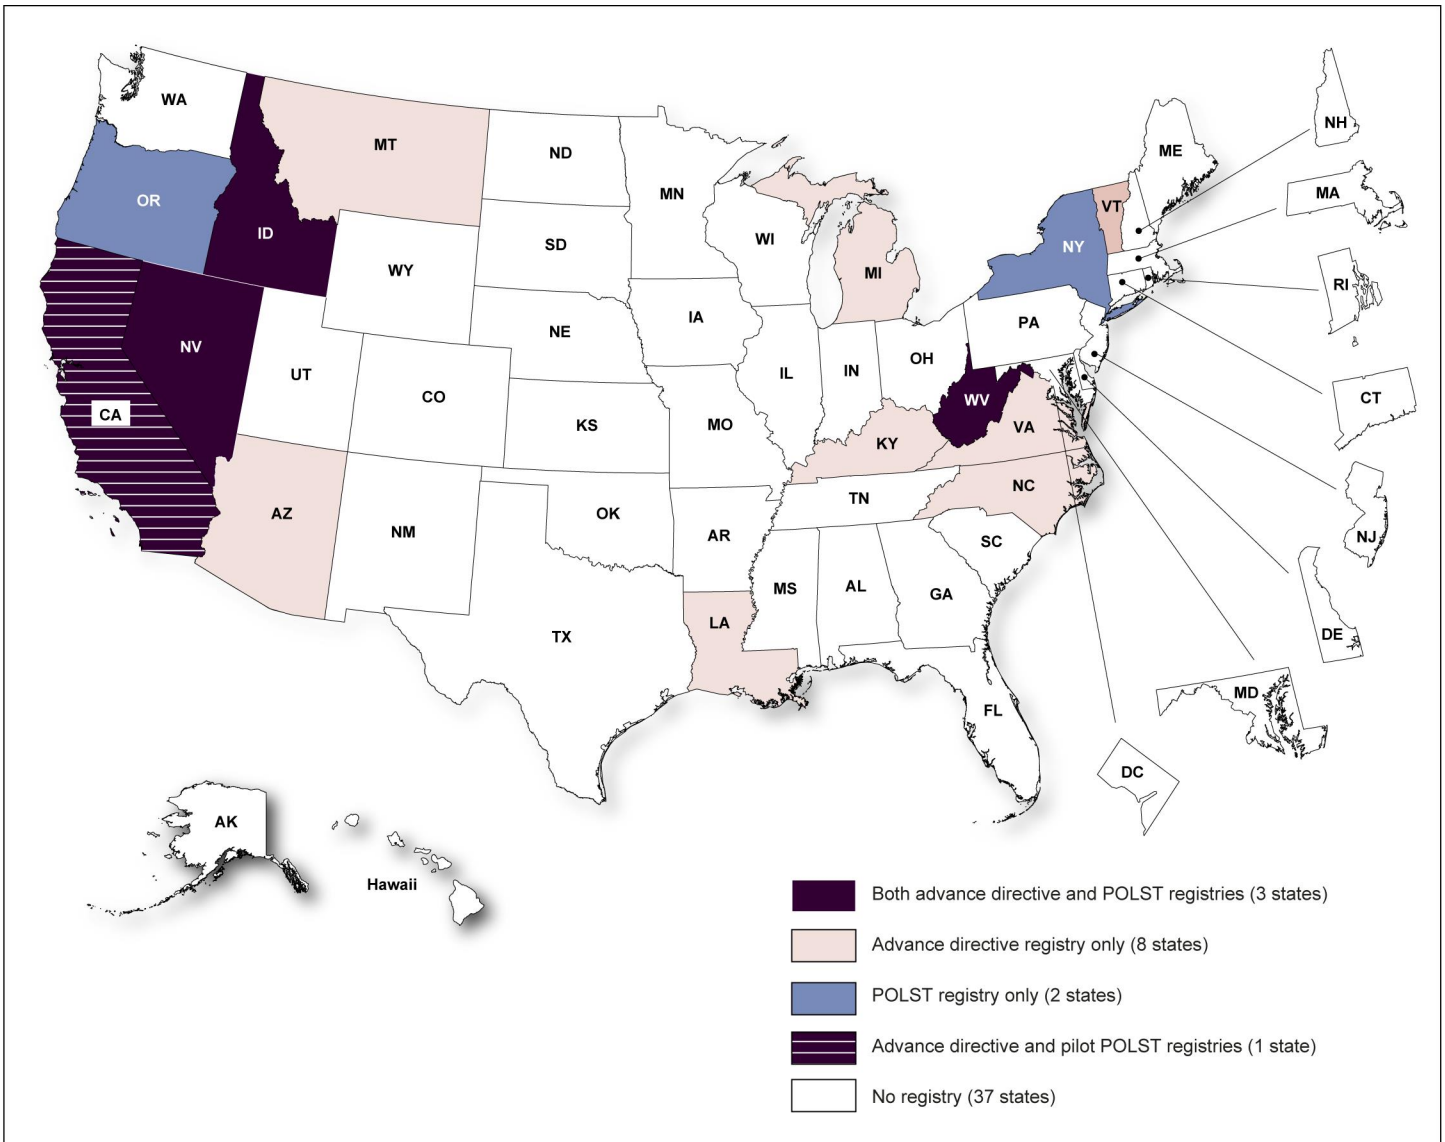 WA
MT
ND
MN
ME
NH
OR
ID
SD
WI
MI
NY
VT
MA
WY
RI
NV
UT
CO
NE
IA
IL
IN
OH
PA
CA
KS
MO
KY
WV
VA
CT
AZ
NM
OK
AR
TN
NC
SC
NJ
TX
LA
MS
AL
GA
DE
FL
MD
DC
AK
Hawaii
Both advance directive and POLST registries (3 states)
Advance directive registry only (8 states)
POLST registry only (2 states)
Advance directive and pilot POLST registries (1 state)
No registry (37 states)